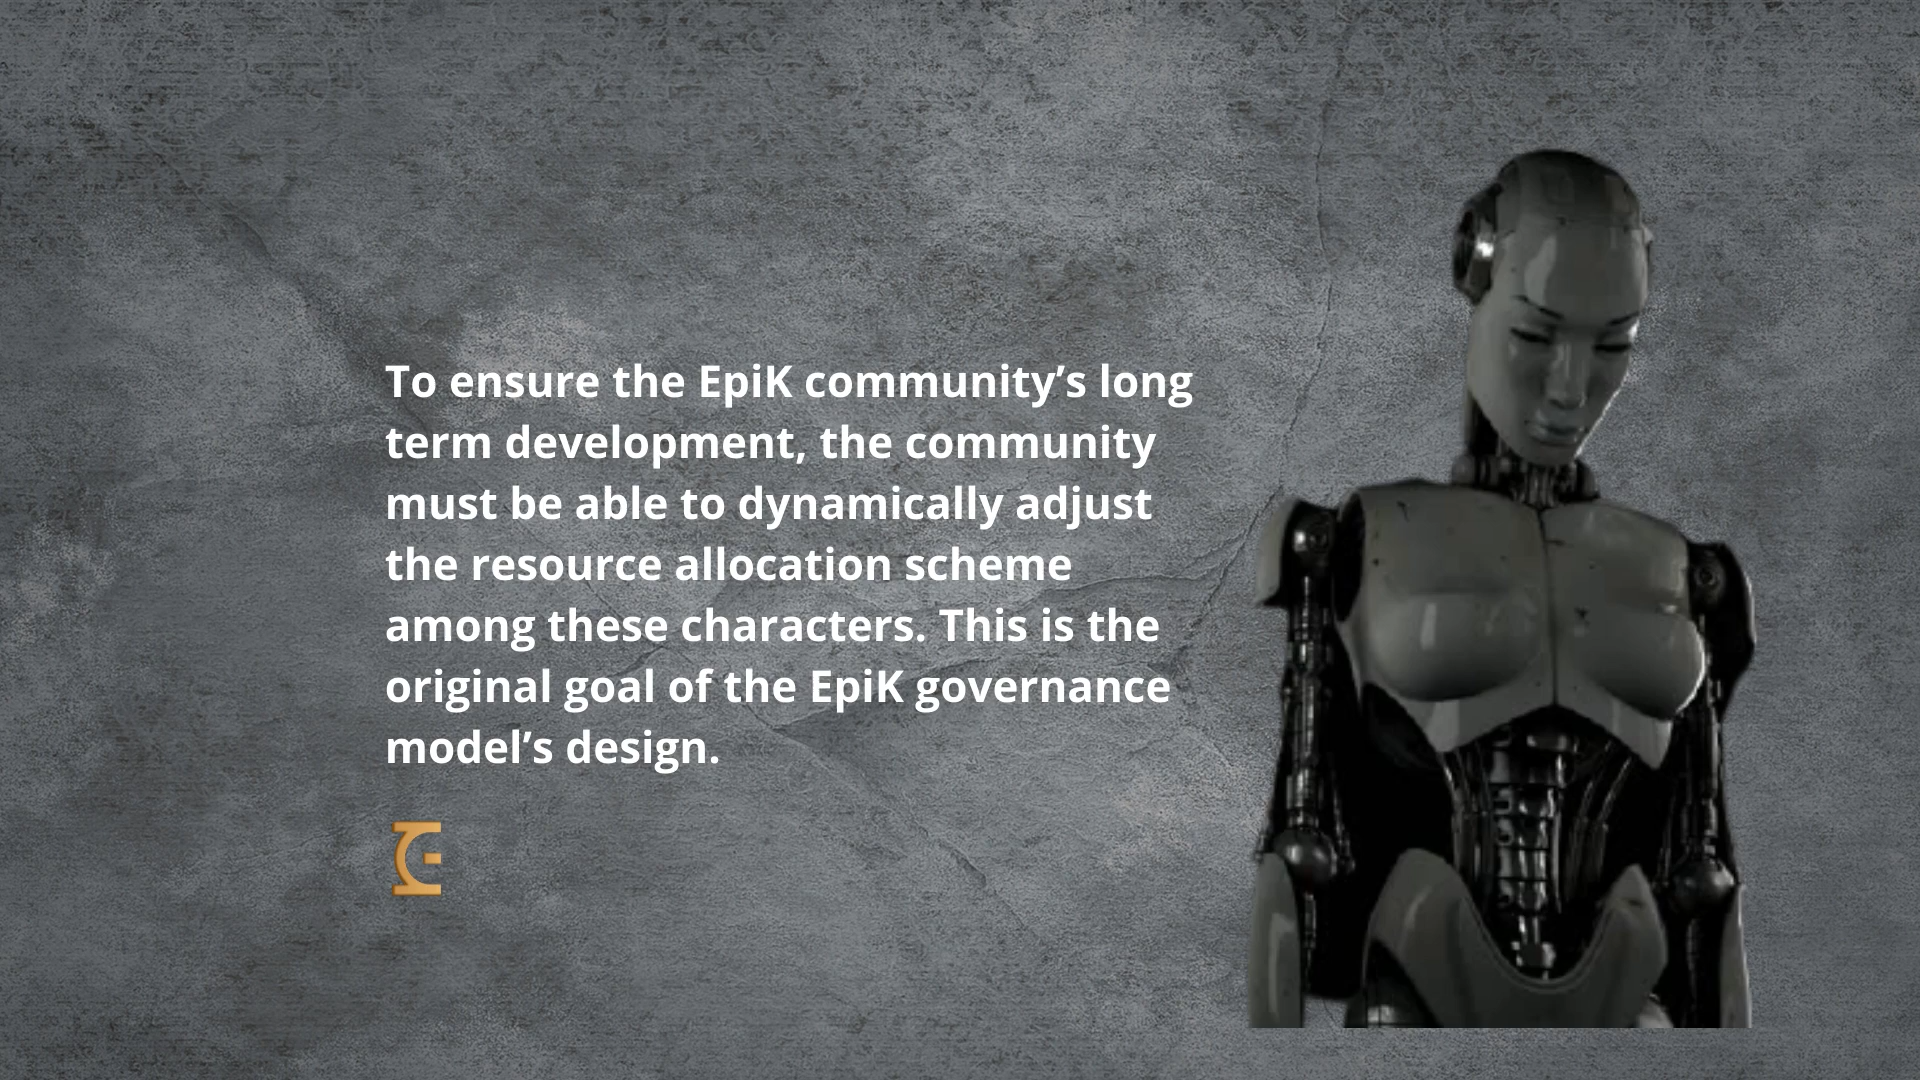 To ensure the EpiK community’s long
term development, the community
must be able to dynamically adjust
the resource allocation scheme
among these characters. This is the
original goal of the EpiK governance
model’s design.